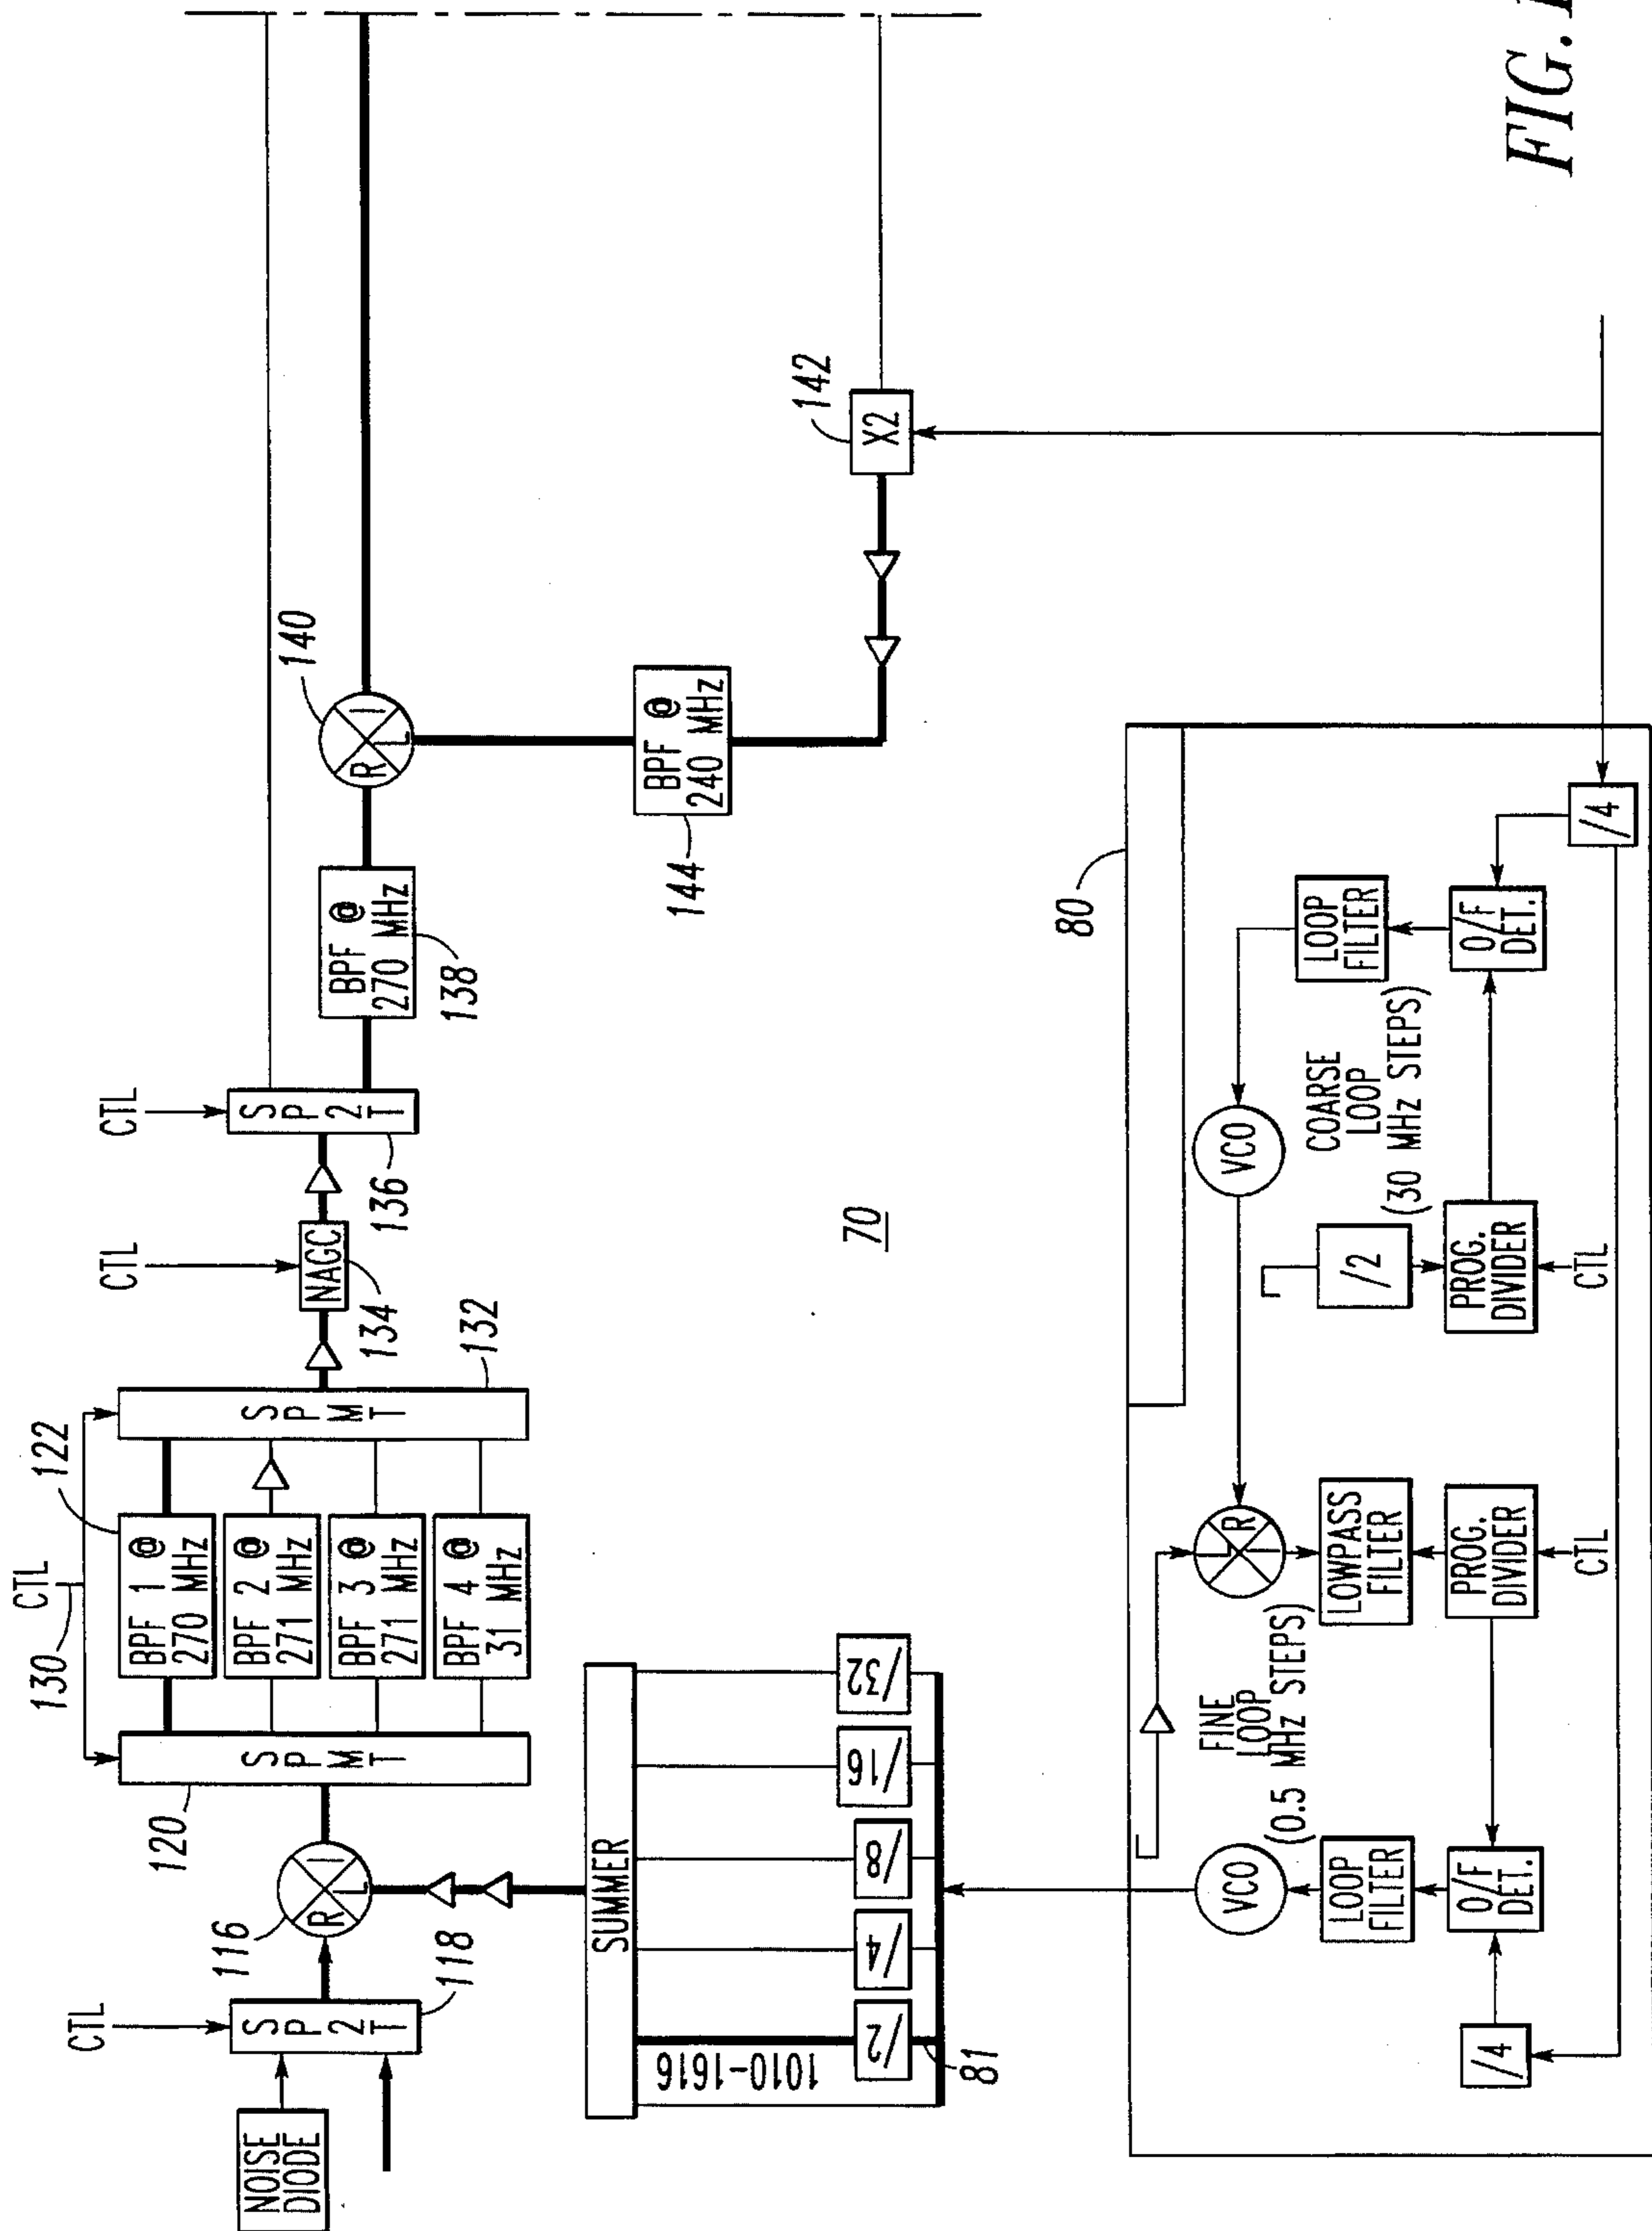 NOISE
DIODE
CTL
SP2T
118
116
R
L
I
120
SPMT
130
CTL
BPF 1 @
270 MHz
BPF 2 @
271 MHz
BPF 3 @
271 MHz
BPF 4 @
31 MHz
122
SPMT
132
CTL
NAGC
134
CTL
SP2T
136
BPF @
270 MHz
138
140
R
L
I
BPF @
240 MHz
144
X2
142
SUMMER
1010-1616
/2
/4
/8
/16
/32
81
70
80
VCO
LOOP
FILTER
O/F
DET.
/4
FINE
LOOP
(0.5 MHz STEPS)
L
R
I
LOWPASS
FILTER
PROG.
DIVIDER
CTL
VCO
COARSE
LOOP
(30 MHz STEPS)
/2
PROG.
DIVIDER
CTL
LOOP
FILTER
O/F
DET.
/4
FIG.